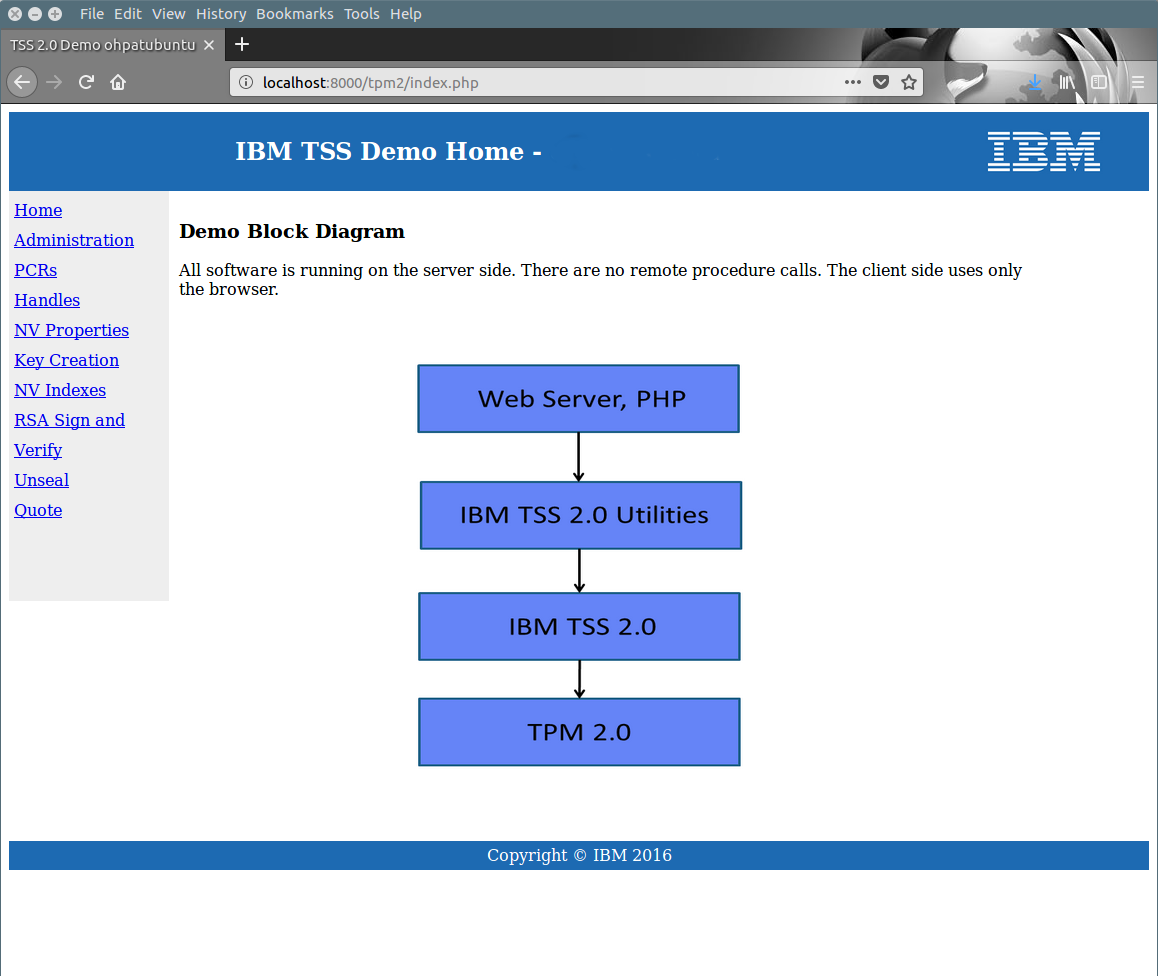 File Edit View History Bookmarks Tools Help
TSS 2.0 Demo ohpatubuntu
localhost:8000/tpm2/index.php
IBM TSS Demo Home -
IBM
Home
Administration
PCRs
Handles
NV Properties
Key Creation
NV Indexes
RSA Sign and
Verify
Unseal
Quote
Demo Block Diagram
All software is running on the server side. There are no remote procedure calls. The client side uses only
the browser.
Web Server, PHP
IBM TSS 2.0 Utilities
IBM TSS 2.0
TPM 2.0
Copyright © IBM 2016